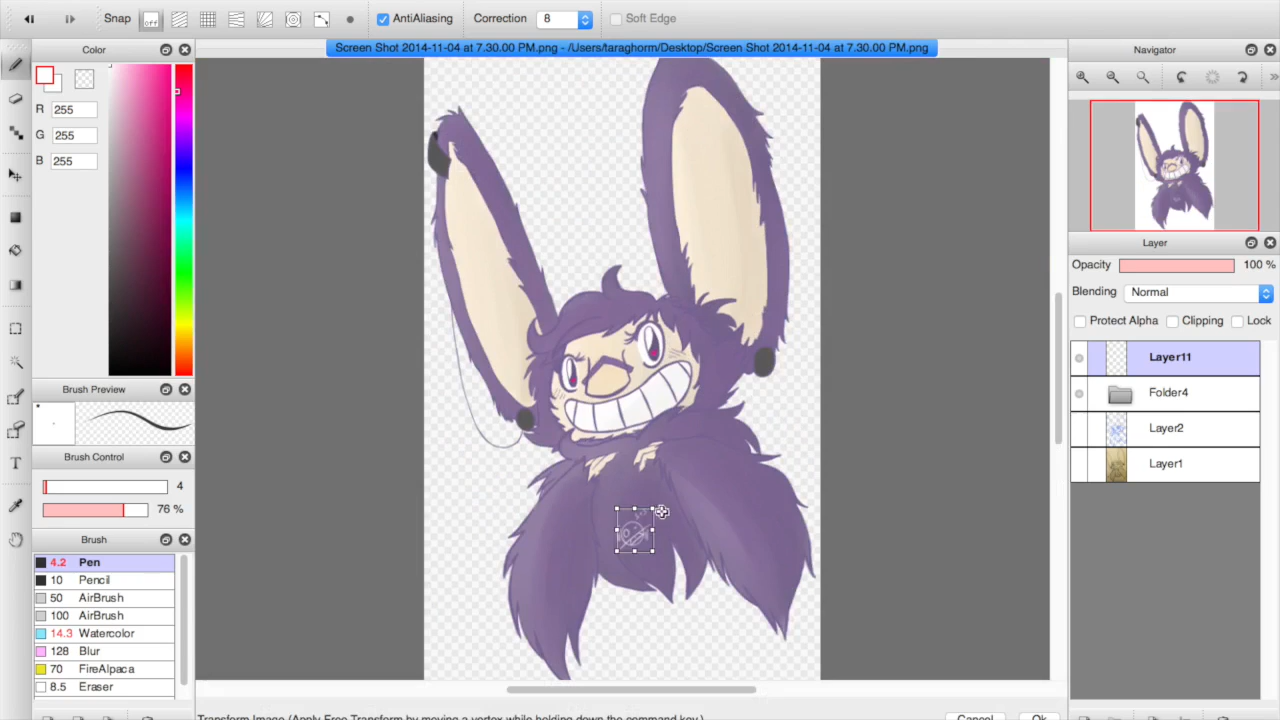 Snap
off
AntiAliasing
Correction
8
Soft Edge
Screen Shot 2014-11-04 at 7.30.00 PM.png - /Users/taraghorm/Desktop/Screen Shot 2014-11-04 at 7.30.00 PM.png
Color
R 255
G 255
B 255
Brush Preview
Brush Control
4
76 %
Brush
4.2 Pen
10 Pencil
50 AirBrush
100 AirBrush
14.3 Watercolor
128 Blur
70 FireAlpaca
8.5 Eraser
T
Navigator
Layer
Opacity 100 %
Blending Normal
Protect Alpha Clipping Lock
Layer11
Folder4
Layer2
Layer1
Transform Image (Apply Free Transform by moving a vertex while holding down the command key.)
Cancel Ok